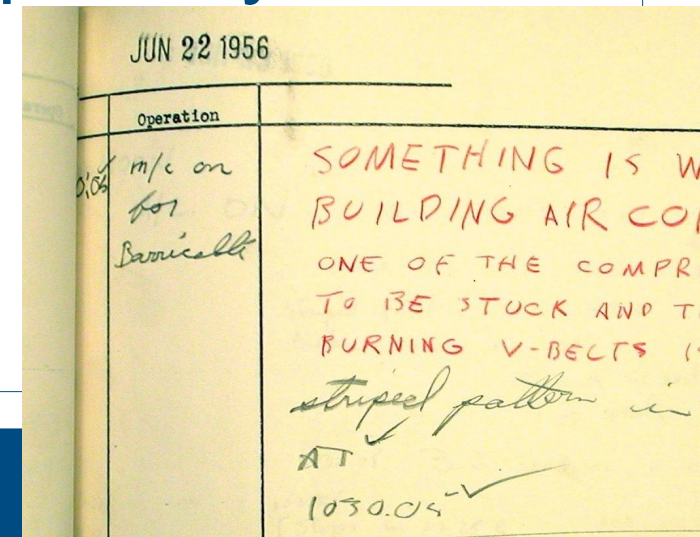 JUN 22 1956
Operation
m/c on
for
Barricelli
SOMETHING IS W
BUILDING AIR CO
ONE OF THE COMPR
TO BE STUCK AND T
BURNING V-BELTS I
striped pattern in
AT
1030.05